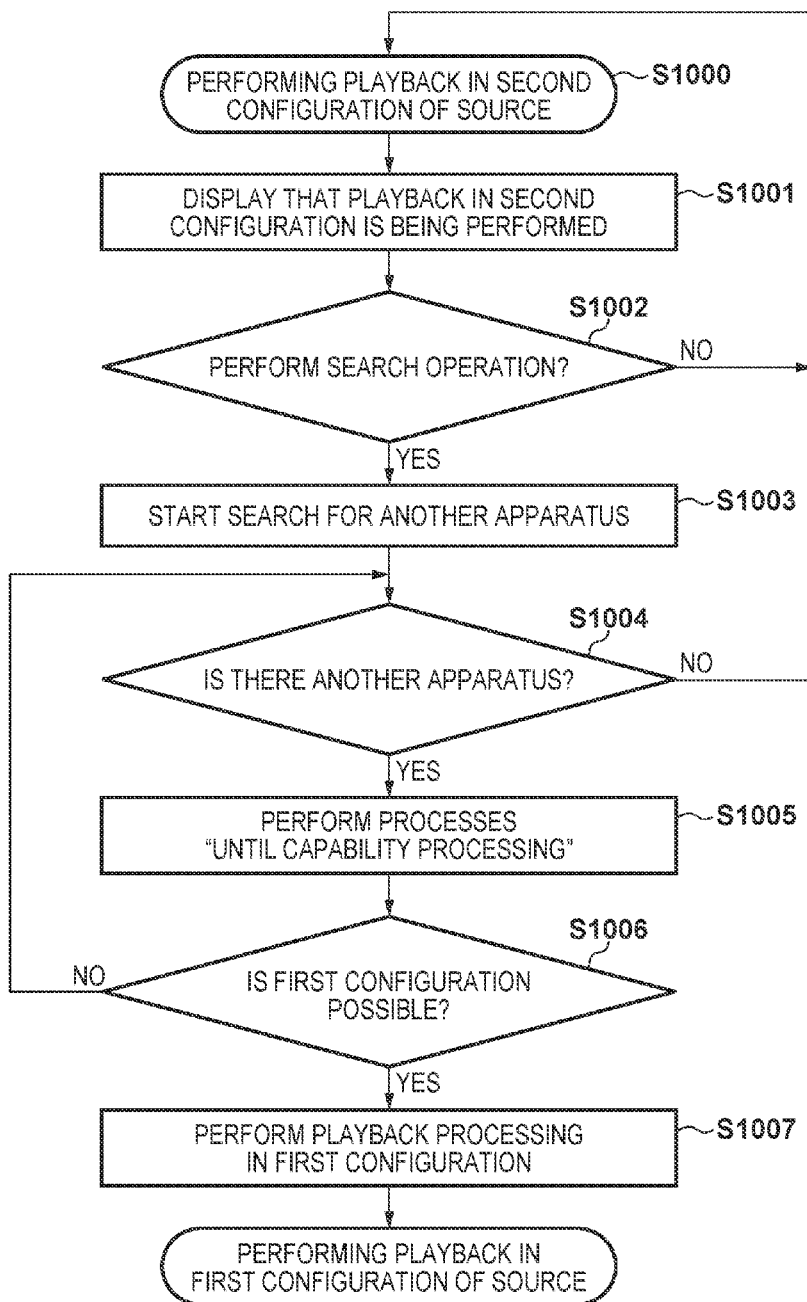 PERFORMING PLAYBACK IN SECOND
CONFIGURATION OF SOURCE
S1000
DISPLAY THAT PLAYBACK IN SECOND
CONFIGURATION IS BEING PERFORMED
S1001
S1002
PERFORM SEARCH OPERATION?
NO
YES
START SEARCH FOR ANOTHER APPARATUS
S1003
S1004
IS THERE ANOTHER APPARATUS?
NO
YES
PERFORM PROCESSES
"UNTIL CAPABILITY PROCESSING"
S1005
S1006
NO
IS FIRST CONFIGURATION
POSSIBLE?
YES
PERFORM PLAYBACK PROCESSING
IN FIRST CONFIGURATION
S1007
PERFORMING PLAYBACK IN
FIRST CONFIGURATION OF SOURCE